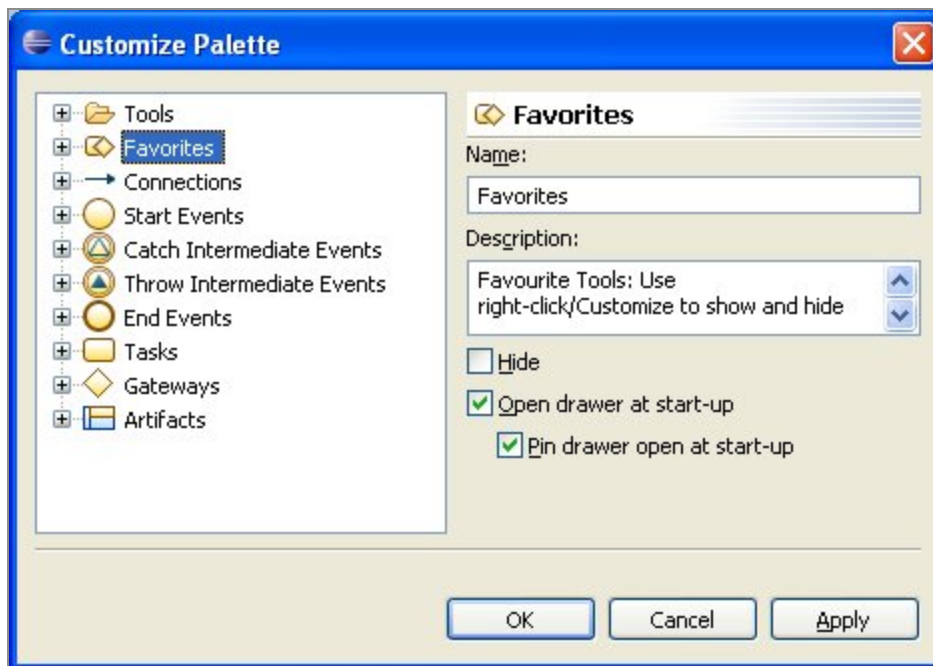 Customize Palette
Tools
Favorites
Connections
Start Events
Catch Intermediate Events
Throw Intermediate Events
End Events
Tasks
Gateways
Artifacts
Favorites
Name:
Favorites
Description:
Favourite Tools: Use
right-click/Customize to show and hide
Hide
Open drawer at start-up
Pin drawer open at start-up
OK
Cancel
Apply